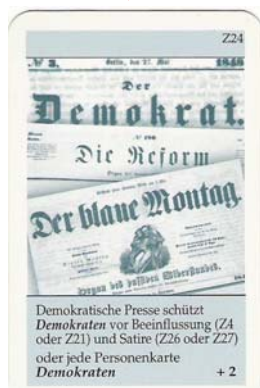 Z24
№ 3. Berlin, den 27. Mai 1848
Der
Demokrat.
№ 186
Die Reform
Der blaue Montag.
Organ des passiven Widerstandes.
Demokratische Presse schützt
Demokraten vor Beeinflussung (Z4
oder Z21) und Satire (Z26 oder Z27)
oder jede Personenkarte
Demokraten + 2